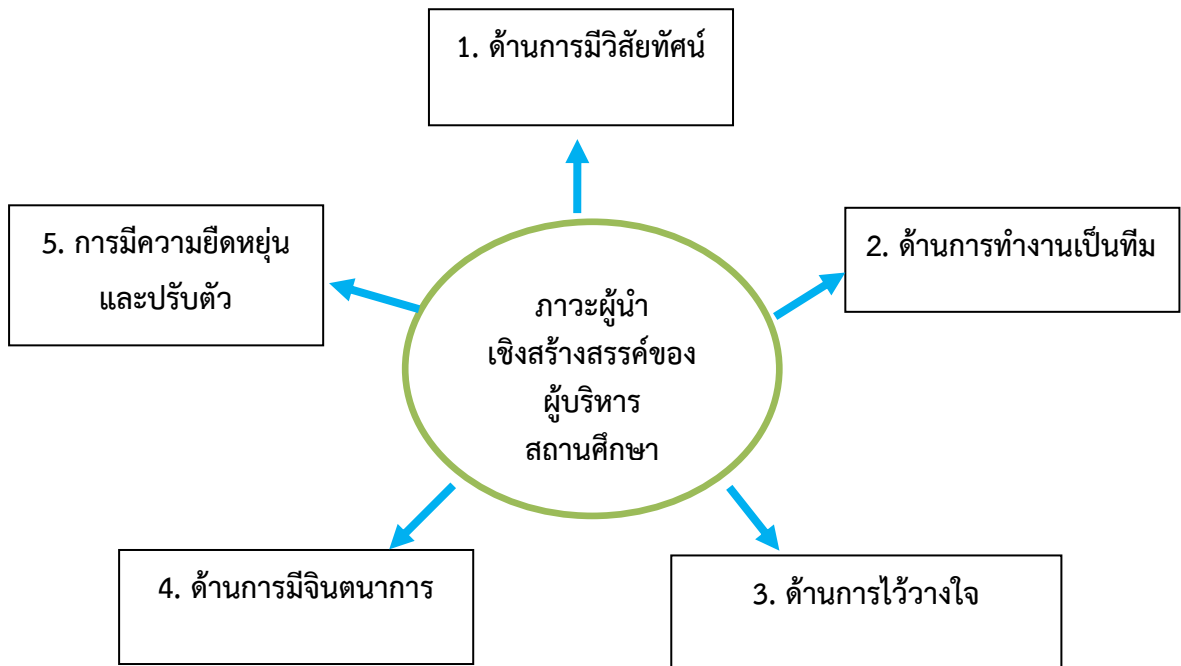 1. ด้านการมีวิสัยทัศน์
2. ด้านการทำงานเป็นทีม
5. การมีความยืดหยุ่น
และปรับตัว
ภาวะผู้นำ
เชิงสร้างสรรค์ของ
ผู้บริหาร
สถานศึกษา
4. ด้านการมีจินตนาการ
3. ด้านการไว้วางใจ